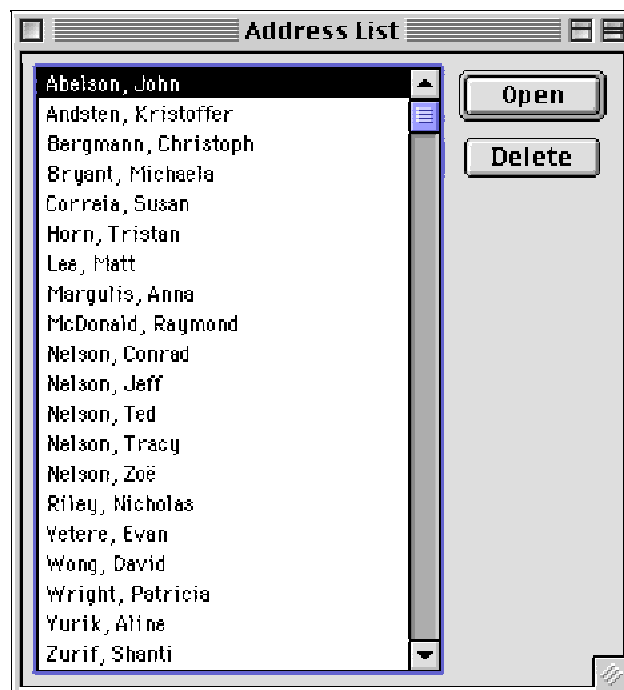 Address List
Abelson, John
Andsten, Kristoffer
Bergmann, Christoph
Bryant, Michaela
Correia, Susan
Horn, Tristan
Lee, Matt
Margulis, Anna
McDonald, Raymond
Nelson, Conrad
Nelson, Jeff
Nelson, Ted
Nelson, Tracy
Nelson, Zoë
Riley, Nicholas
Vetere, Evan
Wong, David
Wright, Patricia
Yurik, Aline
Zurif, Shanti
Open
Delete